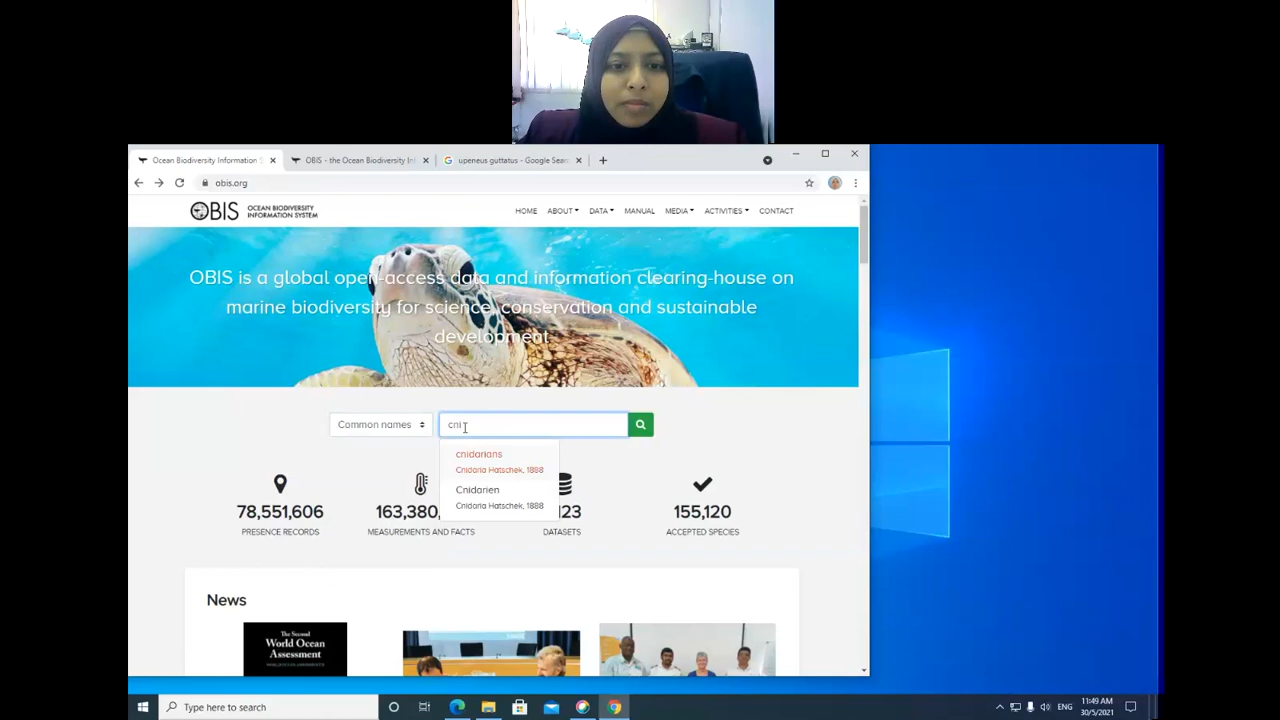 Ocean Biodiversity Information S
OBIS - the Ocean Biodiversity In
upeneus guttatus - Google Sear
obis.org
OBIS OCEAN BIODIVERSITY
INFORMATION SYSTEM
HOME ABOUT DATA MANUAL MEDIA ACTIVITIES CONTACT
OBIS is a global open-access data and information clearing-house on
marine biodiversity for science, conservation and sustainable
development
Common names
cni
cnidarians
Cnidaria Hatschek, 1888
Cnidarien
Cnidaria Hatschek, 1888
78,551,606
PRESENCE RECORDS
163,380,
MEASUREMENTS AND FACTS
123
DATASETS
155,120
ACCEPTED SPECIES
News
The Second
World Ocean
Assessment
Type here to search
ENG
11:49 AM
30/5/2021